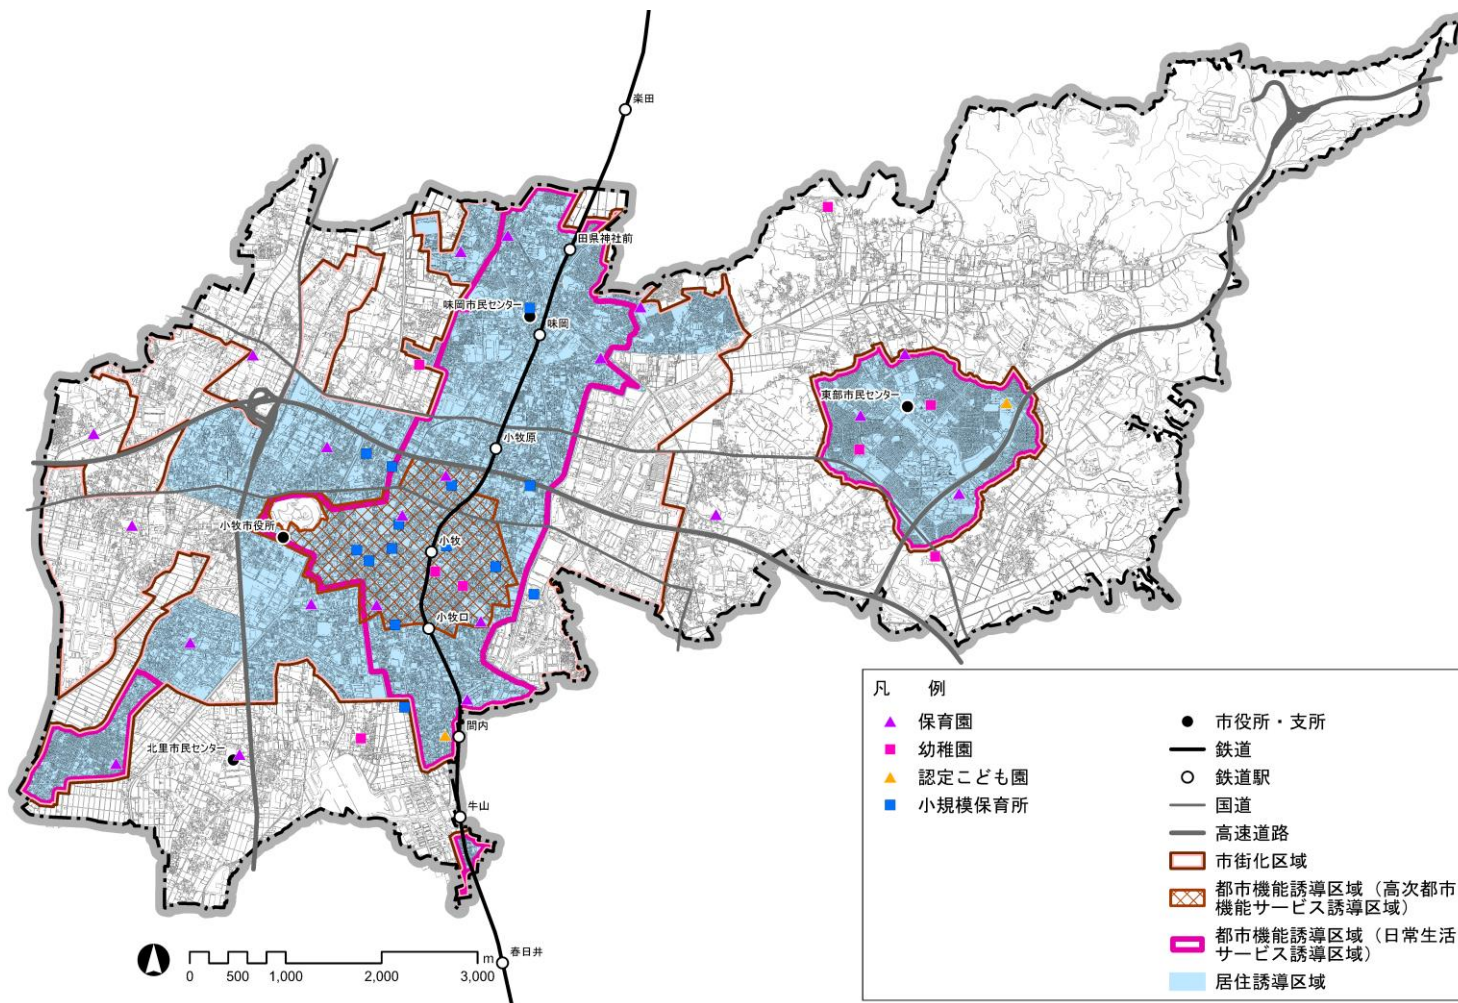 楽田
田県神社前
味岡市民センター
味岡
東部市民センター
小牧原
小牧市役所
小牧
小牧口
間内
北里市民センター
牛山
春日井
0 500 1,000 2,000 3,000 m
凡 例
保育園
幼稚園
認定こども園
小規模保育所
市役所・支所
鉄道
鉄道駅
国道
高速道路
市街化区域
都市機能誘導区域（高次都市
機能サービス誘導区域）
都市機能誘導区域（日常生活
サービス誘導区域）
居住誘導区域